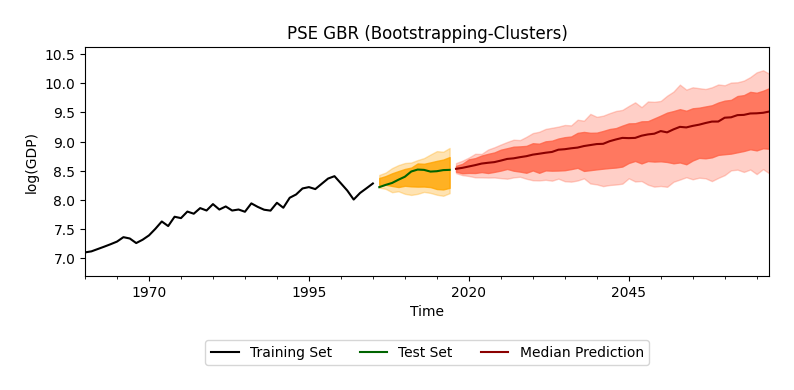 PSE GBR (Bootstrapping-Clusters)
10.5
10.0
9.5
9.0
8.5
8.0
7.5
7.0
log(GDP)
1970 1995 2020 2045
Time
Training Set Test Set Median Prediction